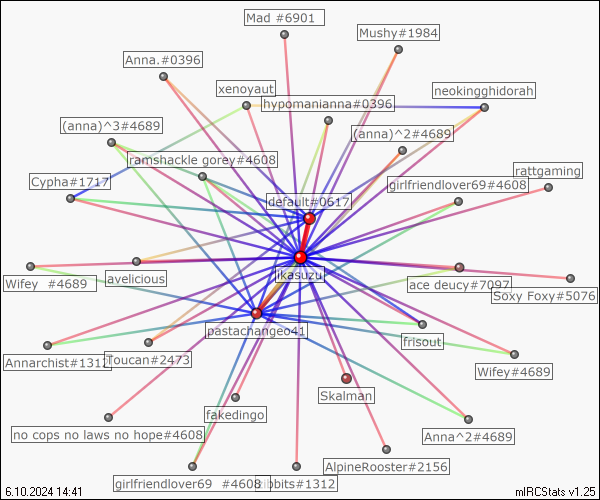 Mad #6901
Mushy#1984
Anna.#0396
xenoyaut
neokingghidorah
hypomanianna#0396
(anna)^3#4689
(anna)^2#4689
ramshackle gorey#4608
rattgaming
Cypha#1717
girlfriendlover69#4608
default#0617
avelicious
ikasuzu
Wifey #4689
ace deucy#7097
Soxy Foxy#5076
pastachangeo41
frisout
Annarchist#1312
Toucan#2473
Wifey#4689
Skalman
fakedingo
no cops no laws no hope#4608
Anna^2#4689
AlpineRooster#2156
girlfriendlover69 #4608
bits#1312
6.10.2024 14:41
mIRCStats v1.25